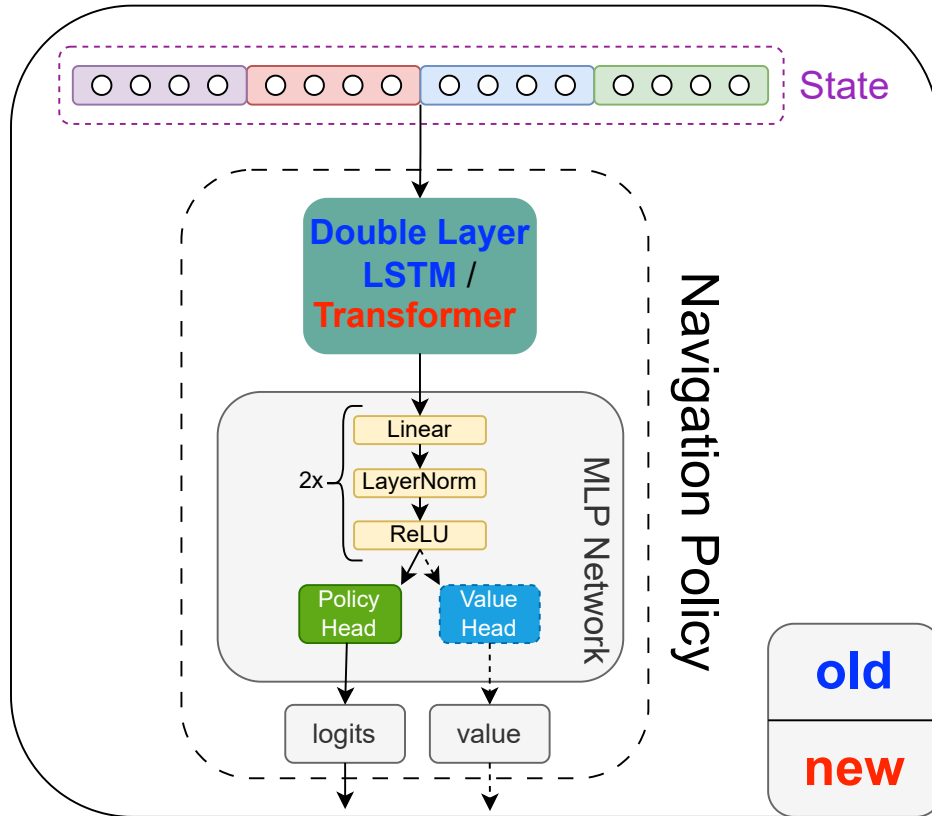 State
Double Layer
LSTM /
Transformer
Navigation Policy
MLP Network
2x
Linear
LayerNorm
ReLU
Policy
Head
Value
Head
logits
value
old
new